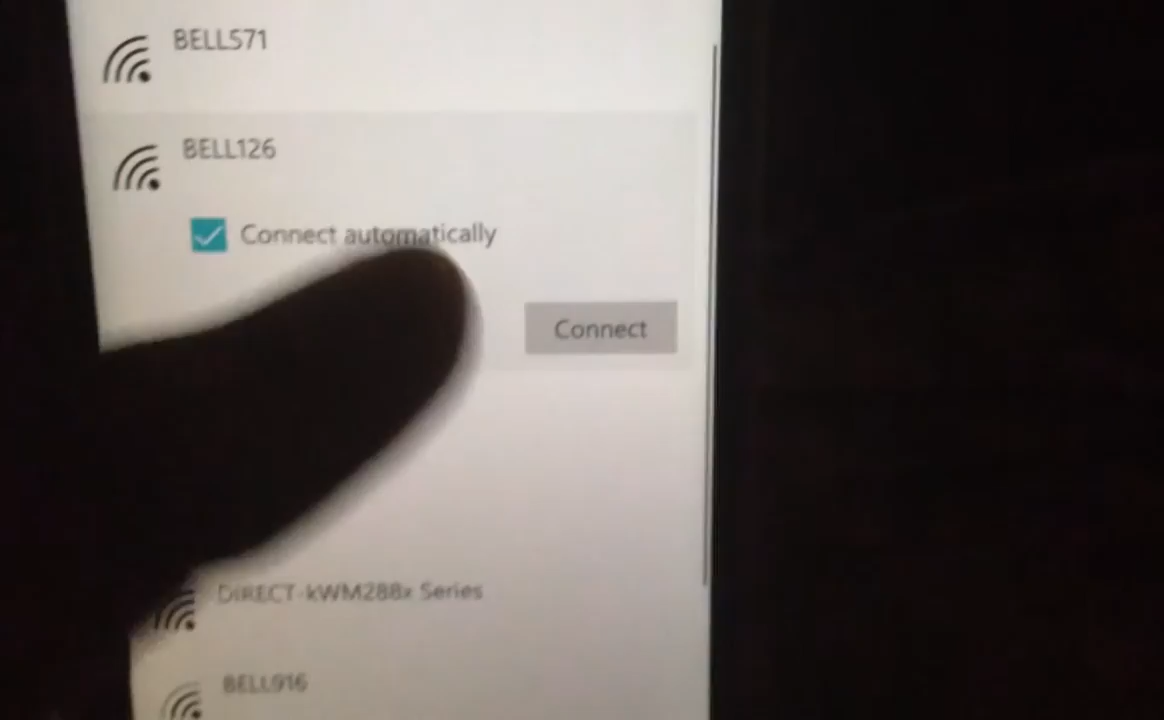 BELL571
BELL126
Connect automatically
Connect
DIRECT-kWM288x Series
BELL916